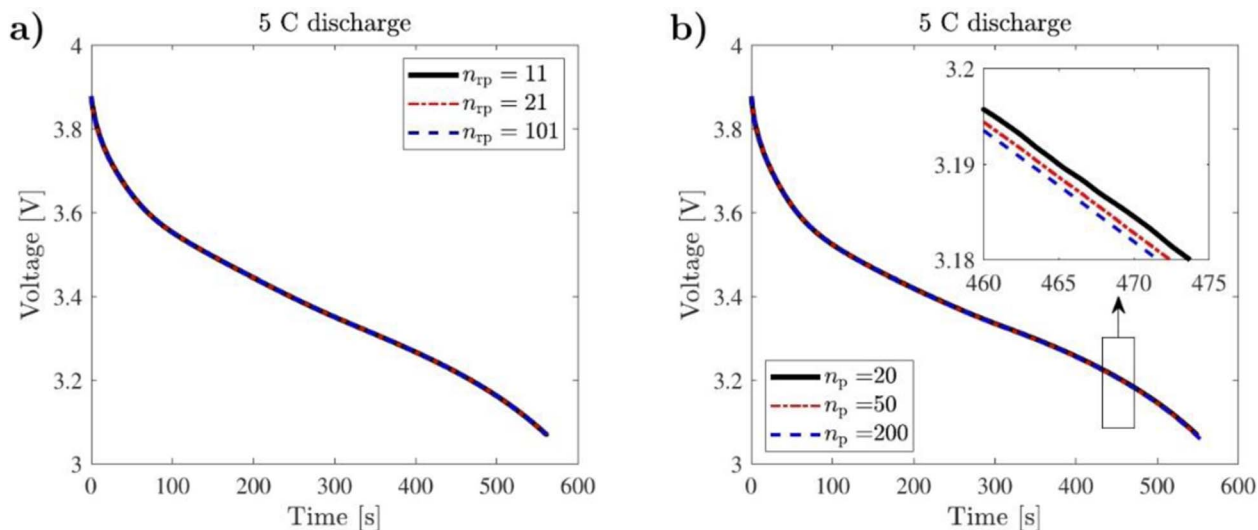 a)
5 C discharge
4
3.8
3.6
3.4
3.2
3
Voltage [V]
n_rp = 11
n_rp = 21
n_rp = 101
0 100 200 300 400 500 600
Time [s]
b)
5 C discharge
4
3.8
3.6
3.4
3.2
3
Voltage [V]
3.2
3.19
3.18
460 465 470 475
n_p =20
n_p =50
n_p =200
0 100 200 300 400 500 600
Time [s]